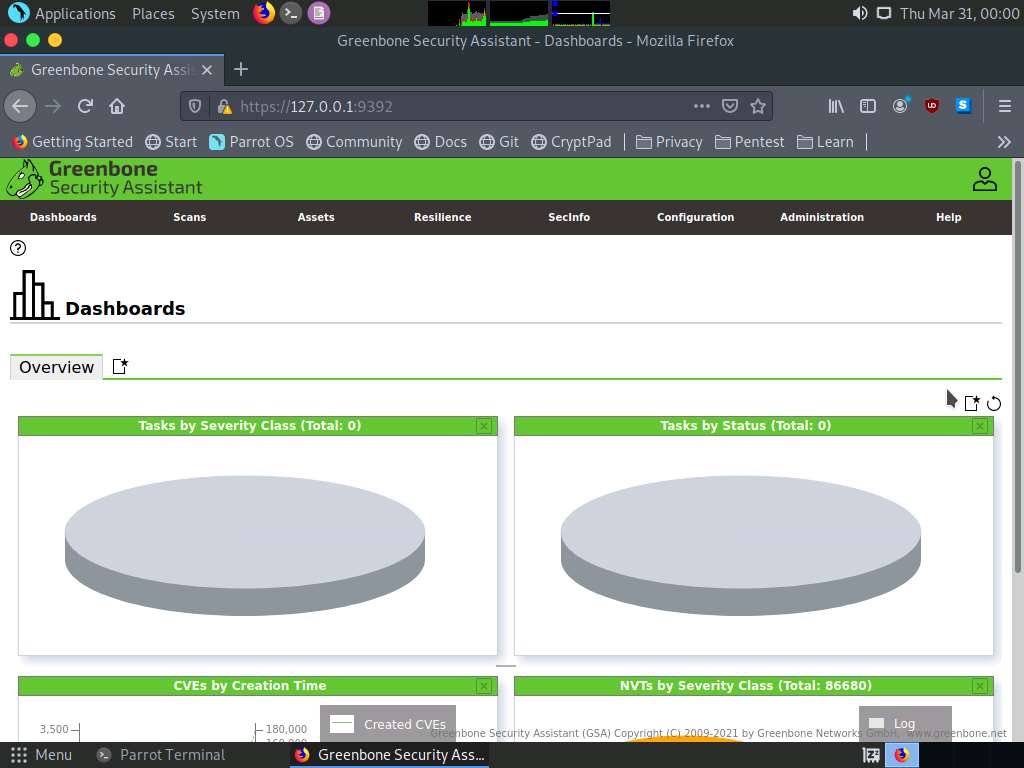 Applications Places System Thu Mar 31, 00:00
Greenbone Security Assistant - Dashboards - Mozilla Firefox
Greenbone Security Assis
https://127.0.0.1:9392
Getting Started Start Parrot OS Community Docs Git CryptPad Privacy Pentest Learn
Greenbone
Security Assistant
Dashboards Scans Assets Resilience SecInfo Configuration Administration Help
Dashboards
Overview
Tasks by Severity Class (Total: 0) Tasks by Status (Total: 0)
CVEs by Creation Time NVTs by Severity Class (Total: 86680)
3,500 180,000 Created CVEs Log
Greenbone Security Assistant (GSA) Copyright (C) 2009-2021 by Greenbone Networks GmbH, www.greenbone.net
Menu Parrot Terminal Greenbone Security Ass...